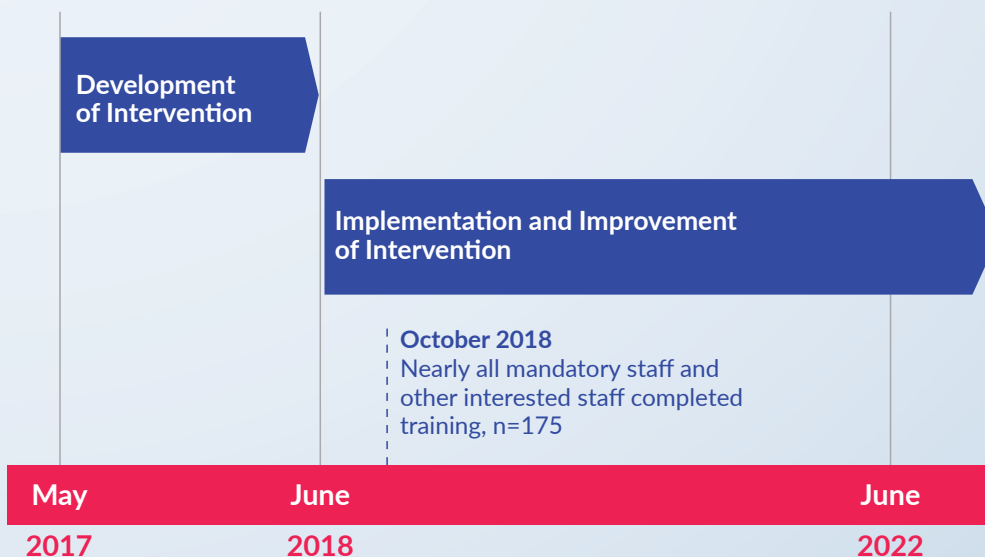 Development
of Intervention
Implementation and Improvement
of Intervention
October 2018
Nearly all mandatory staff and
other interested staff completed
training, n=175
May
June
June
2017
2018
2022